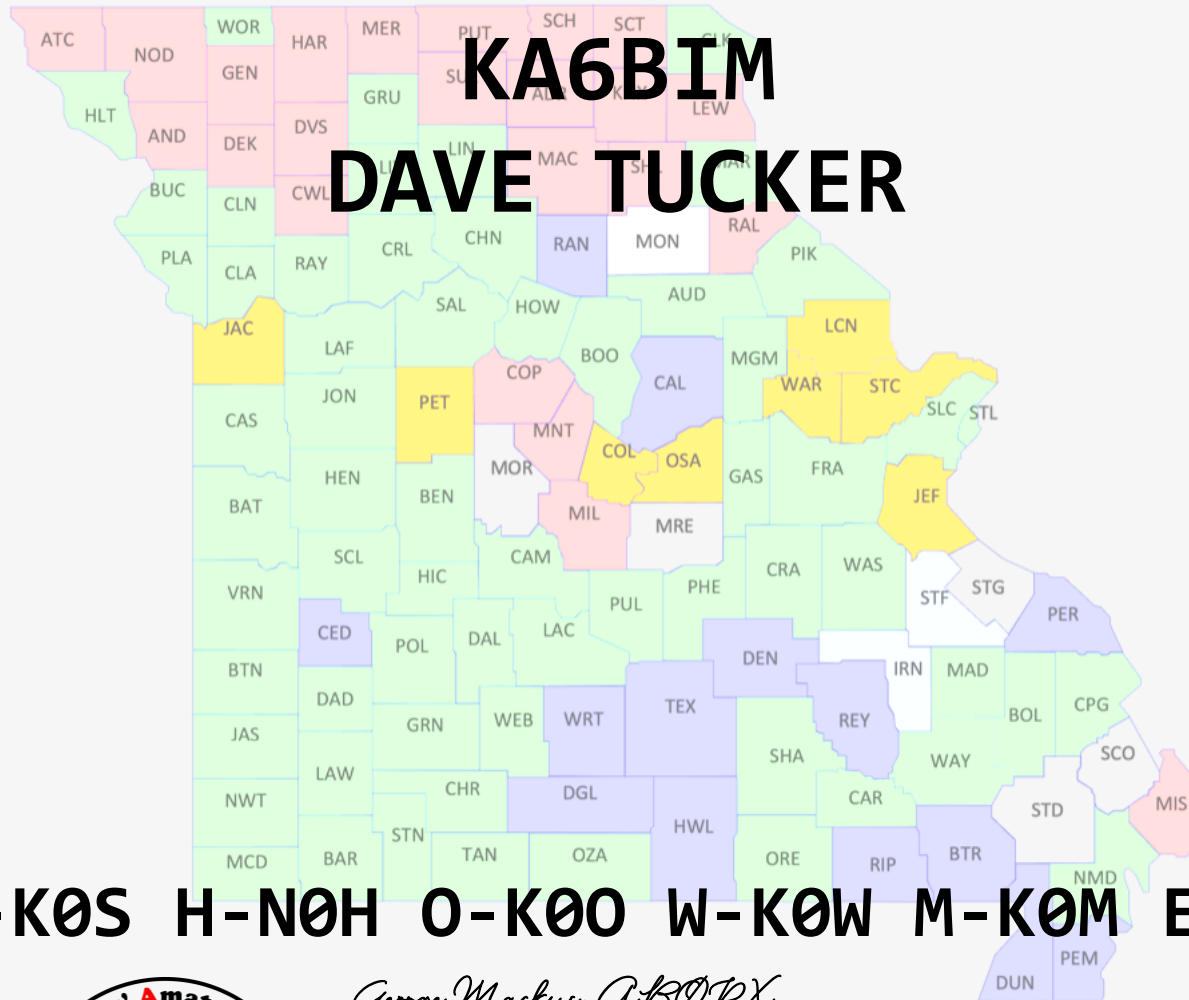 ATC NOD WOR HAR MER PUT SCH SCT CLK
KA6BIM
HLT GEN GRU ADR LEW
AND DEK DVS LIN MAC MAR
DAVE TUCKER
BUC CLN CWL
PLA CLA RAY CRL CHN RAN MON RAL PIK
JAC LAF SAL HOW BOO AUD LCN
CAS JON PET COP CAL MGM WAR STC SLC STL
MNT COL OSA
BAT HEN BEN MOR MIL MRE GAS FRA JEF
VRN SCL HIC CAM PUL PHE CRA WAS STF STG PER
BTN CED POL DAL LAC DEN IRN MAD
JAS DAD GRN WEB WRT TEX REY BOL CPG
LAW SHA WAY SCO
NWT CHR DGL HWL CAR STD MIS
MCD BAR STN TAN OZA ORE RIP BTR NMD
-K0S H-N0H O-K0O W-K0W M-K0M E
DUN PEM